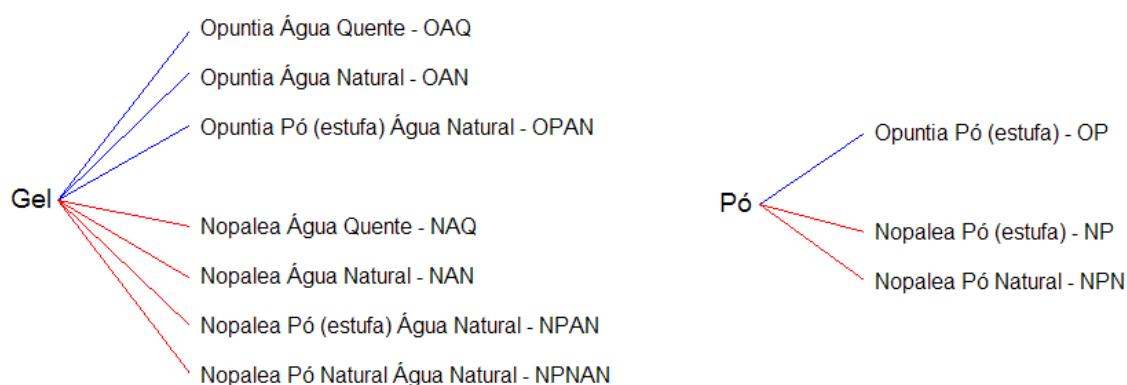 Opuntia Água Quente - OAQ
Opuntia Água Natural - OAN
Opuntia Pó (estufa) Água Natural - OPAN
Gel
Nopalea Água Quente - NAQ
Nopalea Água Natural - NAN
Nopalea Pó (estufa) Água Natural - NPAN
Nopalea Pó Natural Água Natural - NPNAN
Opuntia Pó (estufa) - OP
Pó
Nopalea Pó (estufa) - NP
Nopalea Pó Natural - NPN